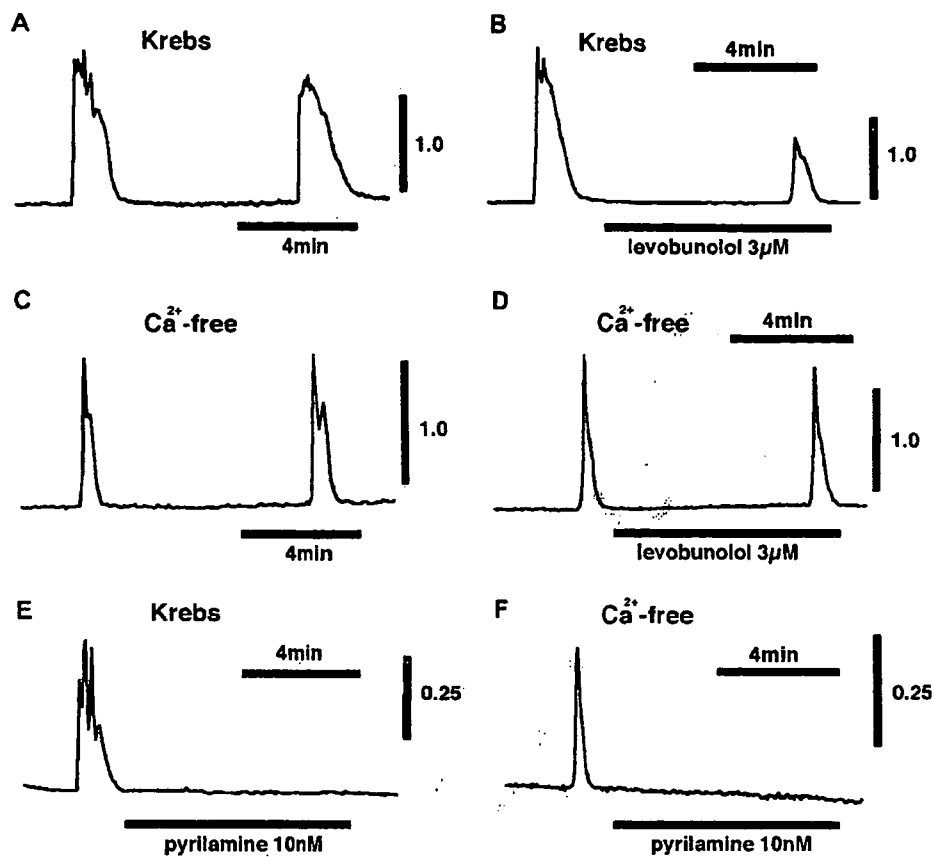 A
Krebs
1.0
4min
B
Krebs
4min
1.0
levobunolol 3µM
C
Ca²⁺-free
1.0
4min
D
Ca²⁺-free
4min
1.0
levobunolol 3µM
E
Krebs
4min
0.25
pyrilamine 10nM
F
Ca²⁺-free
4min
0.25
pyrilamine 10nM